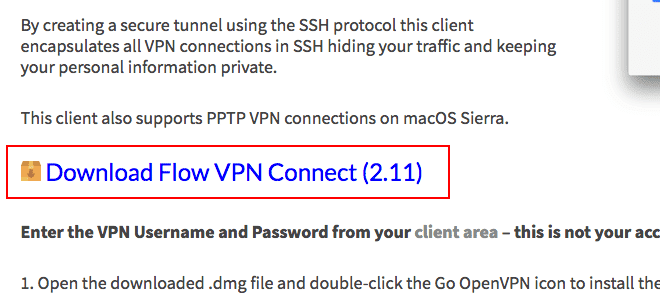 By creating a secure tunnel using the SSH protocol this client
encapsulates all VPN connections in SSH hiding your traffic and keeping
your personal information private.
This client also supports PPTP VPN connections on macOS Sierra.
Download Flow VPN Connect (2.11)
Enter the VPN Username and Password from your client area – this is not your acc
1. Open the downloaded .dmg file and double-click the Go OpenVPN icon to install the